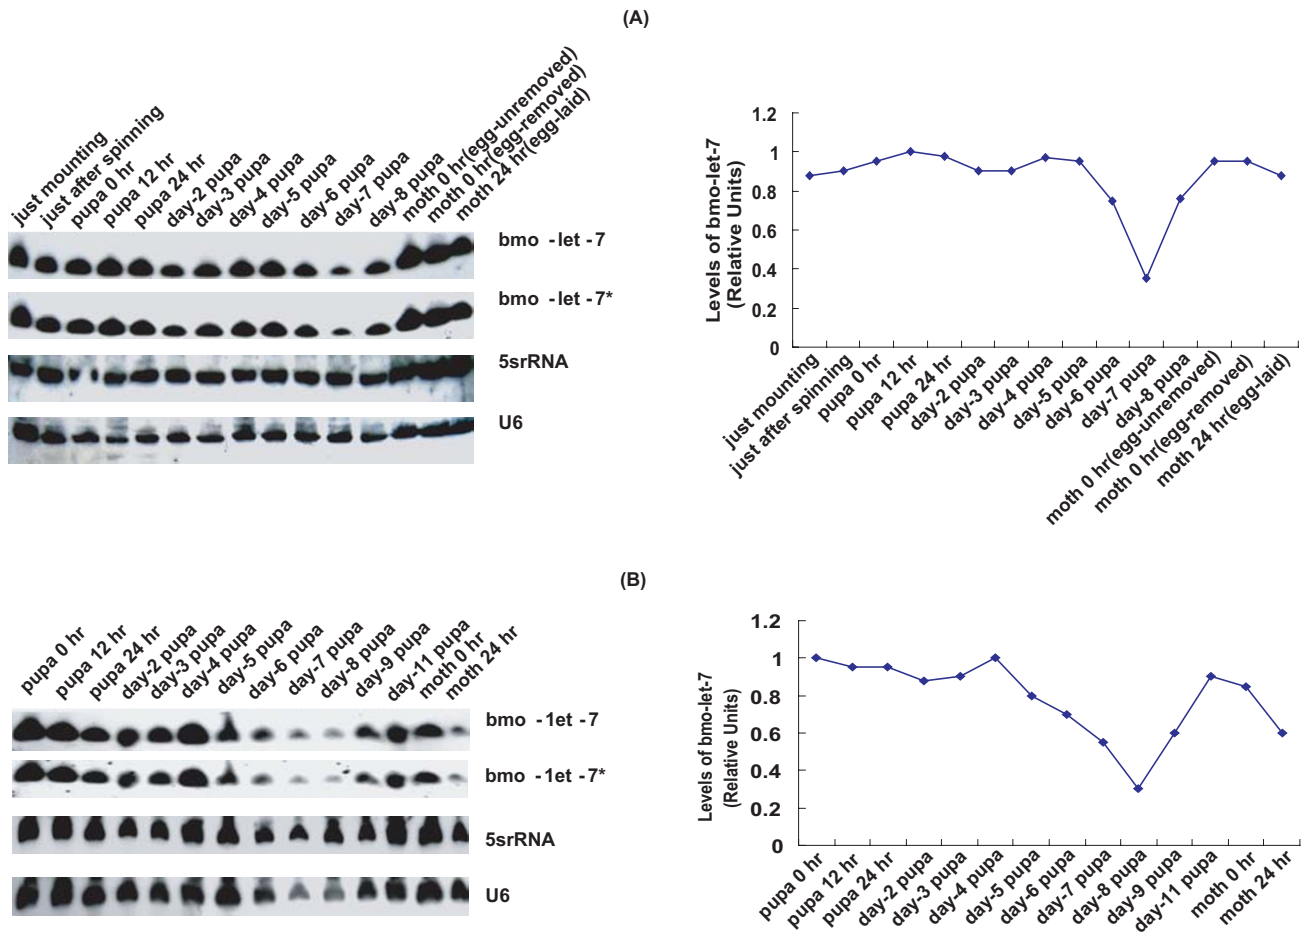 (A)
just mounting
just after spinning
pupa 0 hr
pupa 12 hr
pupa 24 hr
day-2 pupa
day-3 pupa
day-4 pupa
day-5 pupa
day-6 pupa
day-7 pupa
day-8 pupa
moth 0 hr(egg-unremoved)
moth 0 hr(egg-removed)
moth 24 hr(egg-laid)
bmo -let -7
bmo -let -7*
5srRNA
U6
Levels of bmo-let-7
(Relative Units)
1.2
1
0.8
0.6
0.4
0.2
0
just mounting
just after spinning
pupa 0 hr
pupa 12 hr
pupa 24 hr
day-2 pupa
day-3 pupa
day-4 pupa
day-5 pupa
day-6 pupa
day-7 pupa
day-8 pupa
moth 0 hr(egg-unremoved)
moth 0 hr(egg-removed)
moth 24 hr(egg-laid)
(B)
pupa 0 hr
pupa 12 hr
pupa 24 hr
day-2 pupa
day-3 pupa
day-4 pupa
day-5 pupa
day-6 pupa
day-7 pupa
day-8 pupa
day-9 pupa
day-11 pupa
moth 0 hr
moth 24 hr
bmo -1et -7
bmo -1et -7*
5srRNA
U6
Levels of bmo-let-7
(Relative Units)
1.2
1
0.8
0.6
0.4
0.2
0
pupa 0 hr
pupa 12 hr
pupa 24 hr
day-2 pupa
day-3 pupa
day-4 pupa
day-5 pupa
day-6 pupa
day-7 pupa
day-8 pupa
day-9 pupa
day-11 pupa
moth 0 hr
moth 24 hr